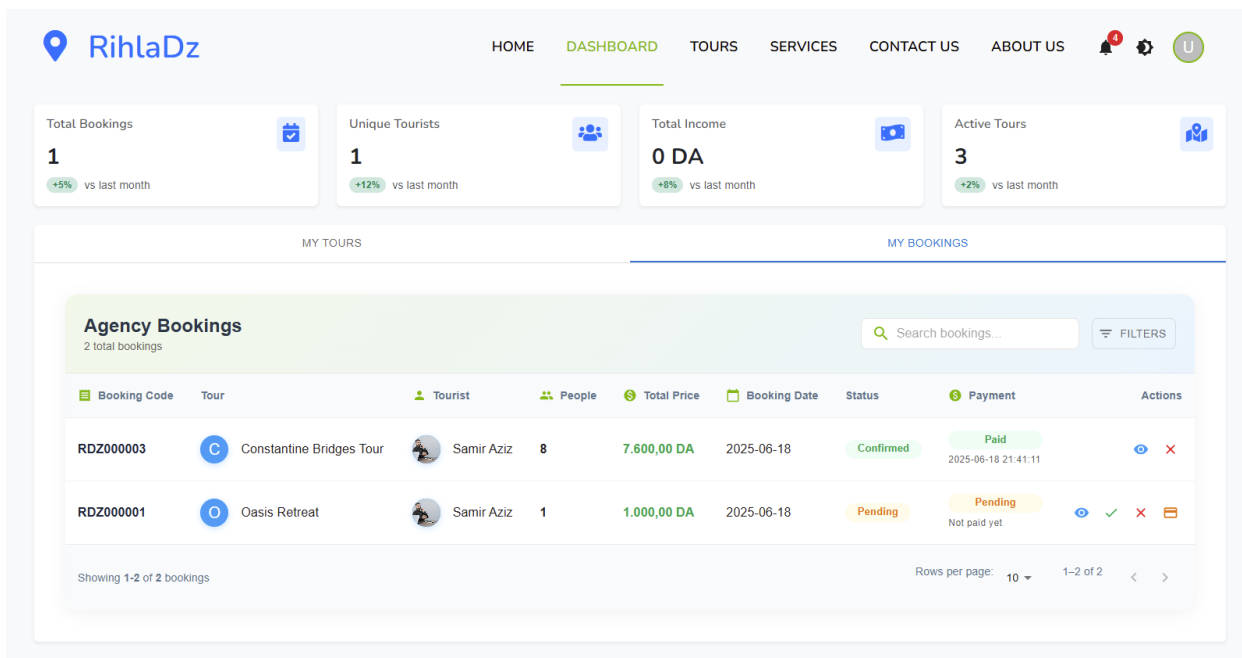 RihlaDz
HOME DASHBOARD TOURS SERVICES CONTACT US ABOUT US 4 U
Total Bookings
1
+5% vs last month
Unique Tourists
1
+12% vs last month
Total Income
0 DA
+8% vs last month
Active Tours
3
+2% vs last month
MY TOURS MY BOOKINGS
Agency Bookings
2 total bookings
Search bookings... FILTERS
Booking Code Tour Tourist People Total Price Booking Date Status Payment Actions
RDZ000003 C Constantine Bridges Tour Samir Aziz 8 7.600,00 DA 2025-06-18 Confirmed Paid
2025-06-18 21:41:11
RDZ000001 O Oasis Retreat Samir Aziz 1 1.000,00 DA 2025-06-18 Pending Pending
Not paid yet
Showing 1-2 of 2 bookings Rows per page: 10 1–2 of 2